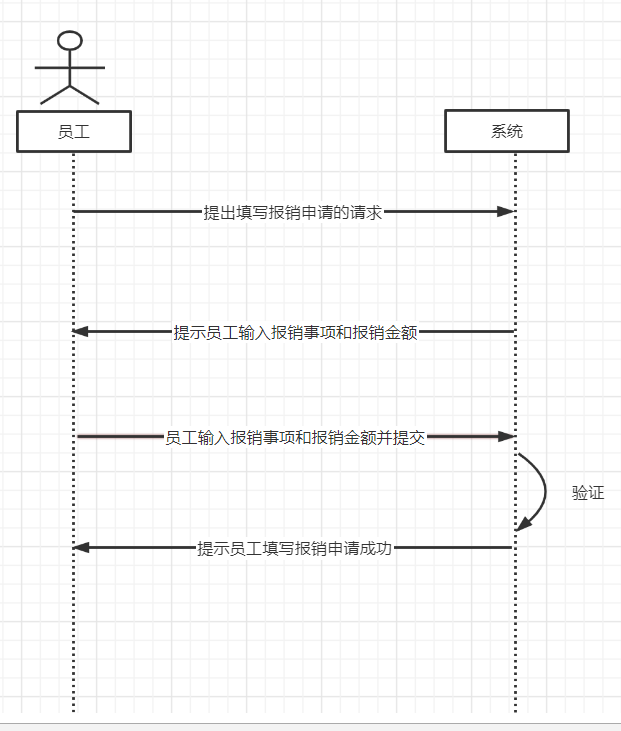 员工
系统
提出填写报销申请的请求
提示员工输入报销事项和报销金额
员工输入报销事项和报销金额并提交
验证
提示员工填写报销申请成功